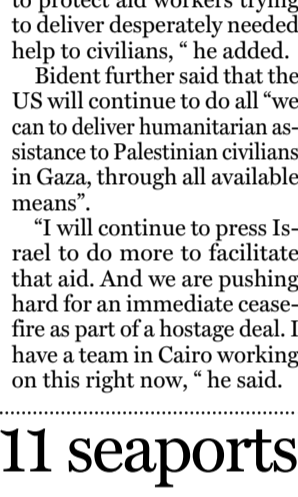 to protect aid workers trying
to deliver desperately needed
help to civilians, “ he added.
Bident further said that the
US will continue to do all “we
can to deliver humanitarian as-
sistance to Palestinian civilians
in Gaza, through all available
means”.
“I will continue to press Is-
rael to do more to facilitate
that aid. And we are pushing
hard for an immediate cease-
fire as part of a hostage deal. I
have a team in Cairo working
on this right now, “ he said.
11 seaports